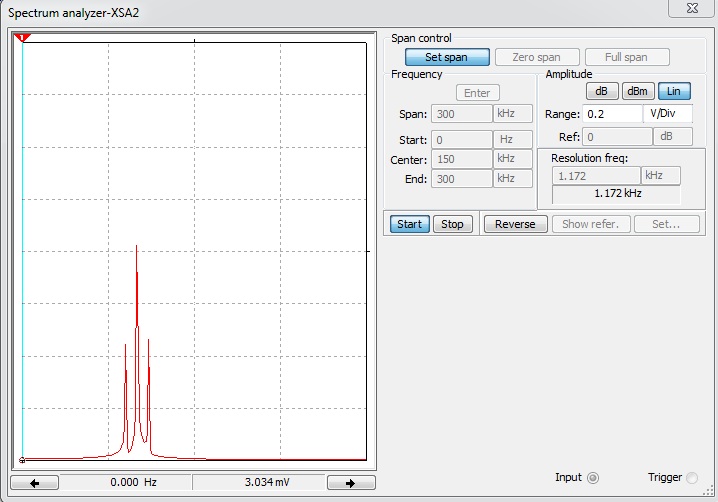 Spectrum analyzer-XSA2
1
Span control
Set span Zero span Full span
Frequency
Enter
Span: 300 kHz
Start: 0 Hz
Center: 150 kHz
End: 300 kHz
Amplitude
dB dBm Lin
Range: 0.2 V/Div
Ref: 0 dB
Resolution freq:
1.172 kHz
1.172 kHz
Start Stop Reverse Show refer. Set...
0.000 Hz 3.034 mV
Input Trigger